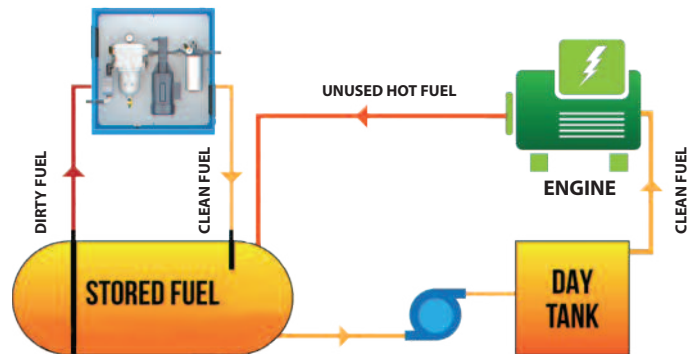 UNUSED HOT FUEL
DIRTY FUEL
CLEAN FUEL
ENGINE
CLEAN FUEL
STORED FUEL
DAY
TANK